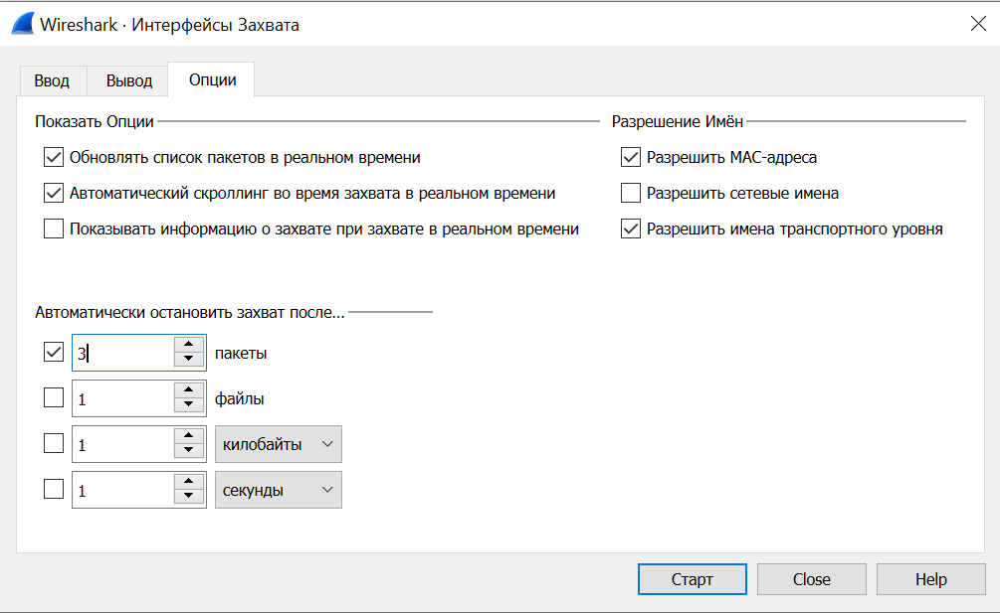 Wireshark · Интерфейсы Захвата
Ввод Вывод Опции
Показать Опции
Обновлять список пакетов в реальном времени
Автоматический скроллинг во время захвата в реальном времени
Показывать информацию о захвате при захвате в реальном времени
Разрешение Имён
Разрешить MAC-адреса
Разрешить сетевые имена
Разрешить имена транспортного уровня
Автоматически остановить захват после...
3 пакеты
1 файлы
1 килобайты
1 секунды
Старт Close Help